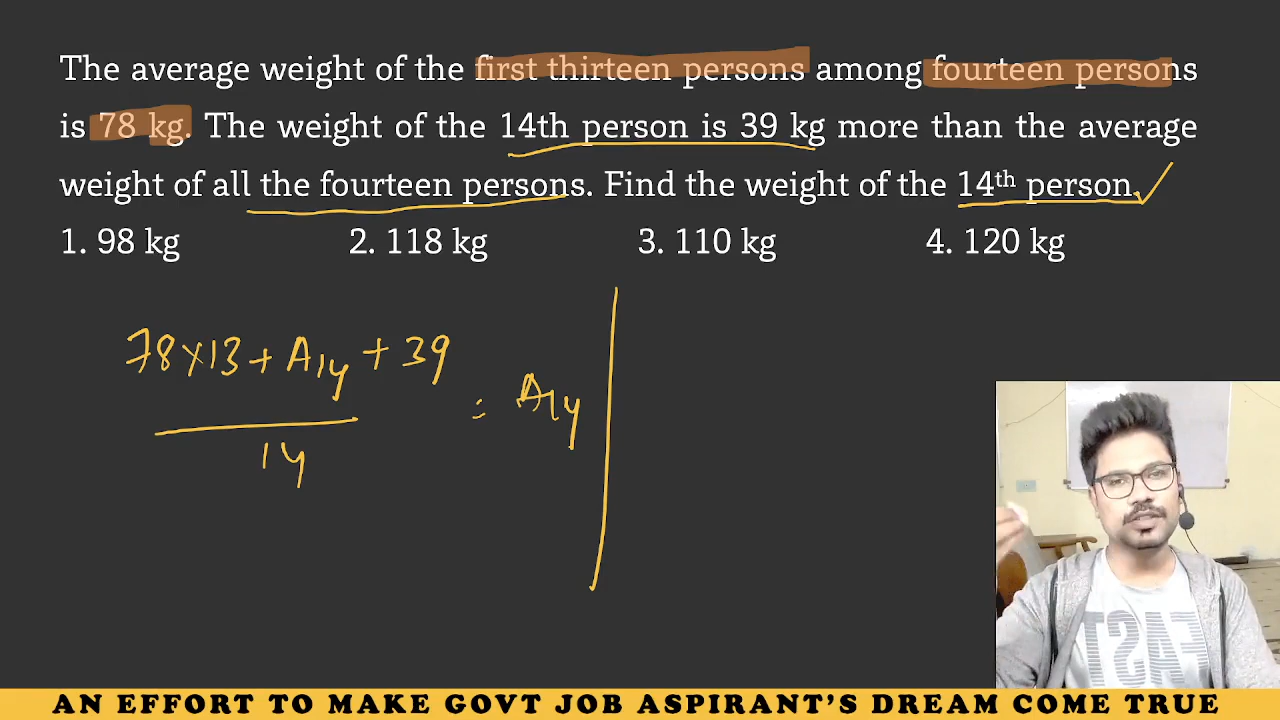 The average weight of the first thirteen persons among fourteen persons
is 78 kg. The weight of the 14th person is 39 kg more than the average
weight of all the fourteen persons. Find the weight of the 14th person.
1. 98 kg 2. 118 kg 3. 110 kg 4. 120 kg
78×13 + A14 + 39
14
= A14
AN EFFORT TO MAKE GOVT JOB ASPIRANT'S DREAM COME TRUE